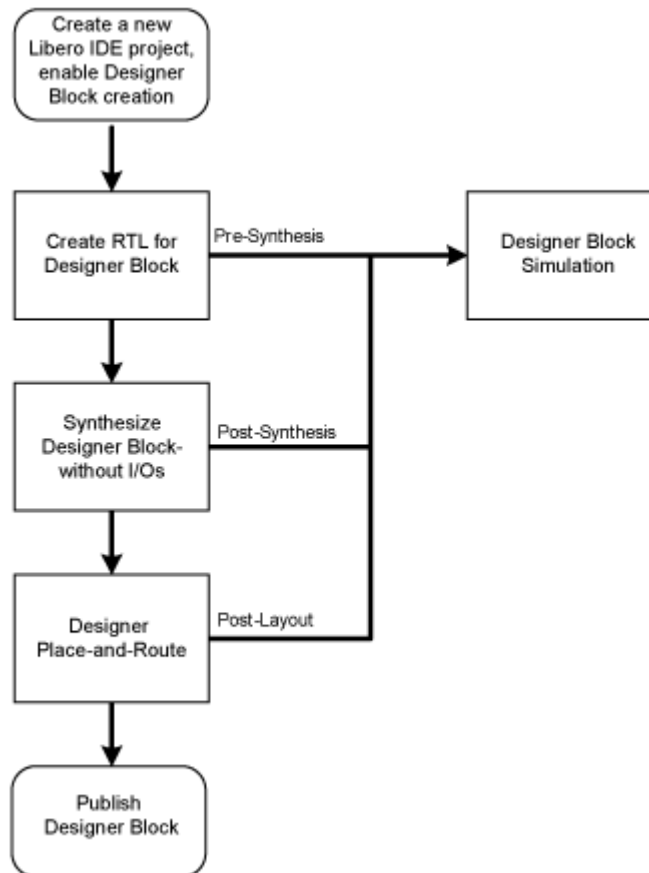 Create a new
Libero IDE project,
enable Designer
Block creation
Create RTL for
Designer Block
Pre-Synthesis
Designer Block
Simulation
Synthesize
Designer Block-
without I/Os
Post-Synthesis
Designer
Place-and-Route
Post-Layout
Publish
Designer Block